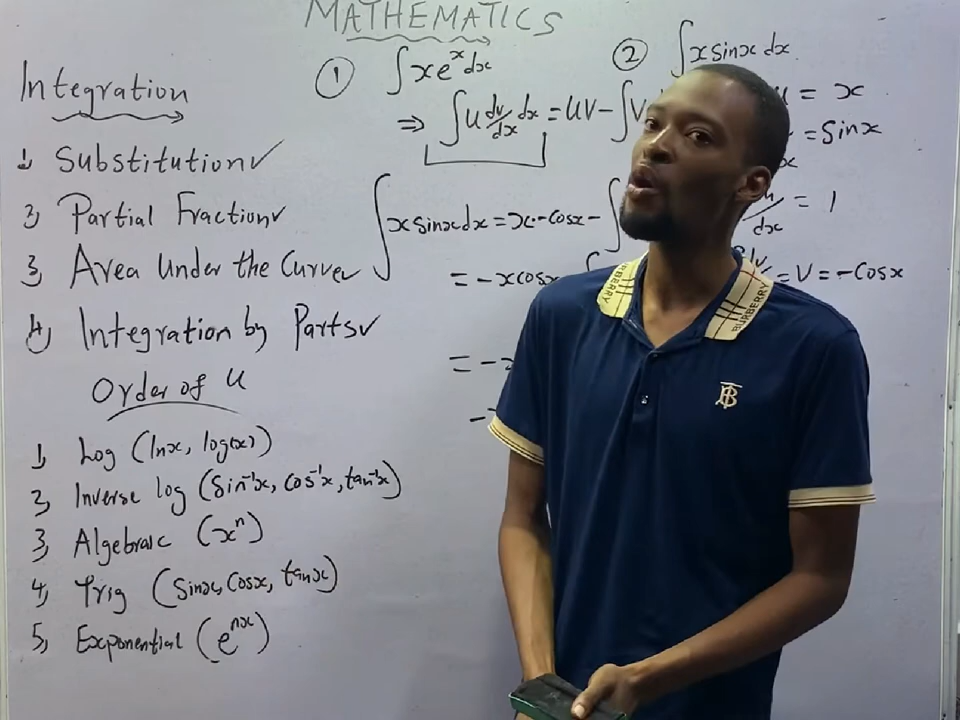 MATHEMATICS
Integration
1 Substitution✓
2, Partial Fraction✓
3, Area Under the Curve✓
4, Integration by Parts✓
Order of u
1, Log (lnx, log(x))
2, Inverse log (Sin⁻¹x, Cos⁻¹x, tan⁻¹x)
3, Algebraic (xⁿ)
4, Trig (Sinx, Cosx, tanx)
5, Exponential (eⁿˣ)
① ∫xeˣdx
⇒ ∫u dv/dx dx = uv - ∫v
∫x sinx dx = x·-cosx - ∫
= -xcosx
= -
-
② ∫x sinx dx
= x
= Sinx
dx = 1
= V = -Cosx
BURBERRY